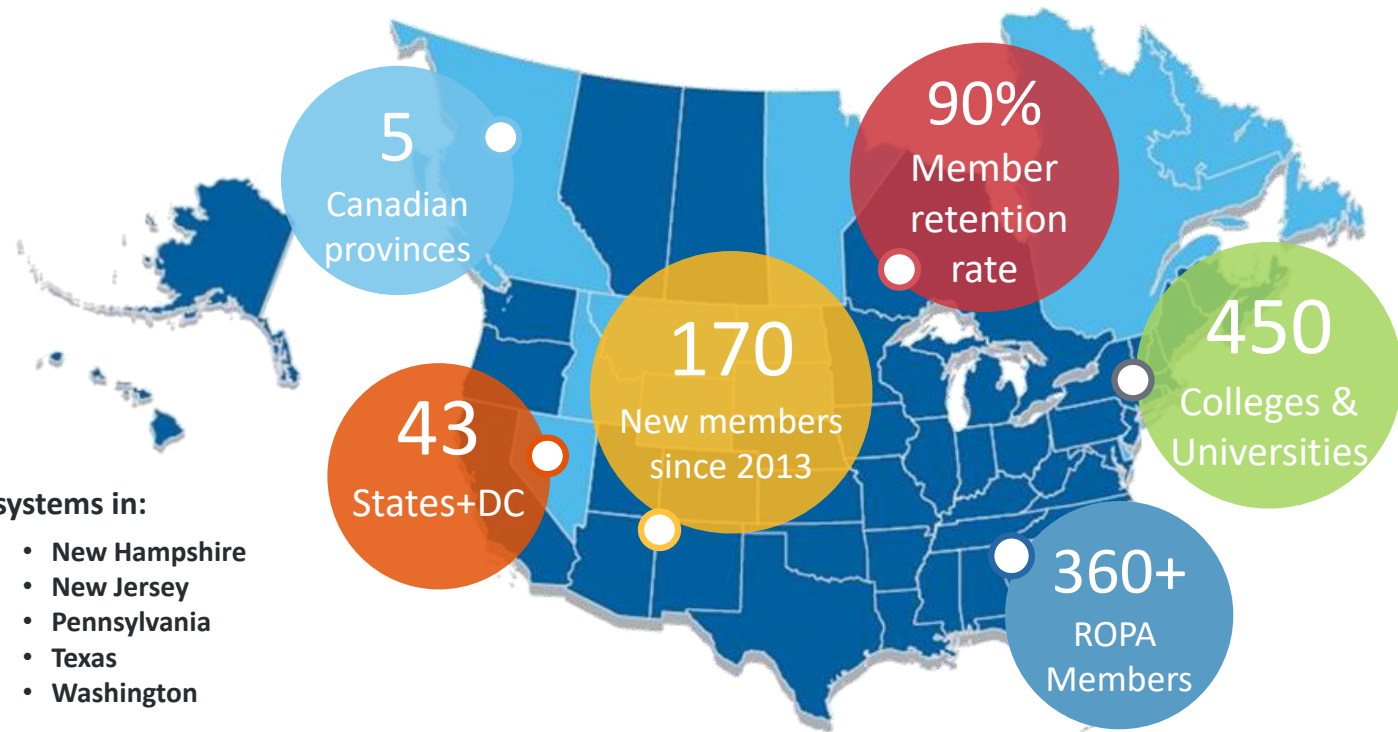 5
Canadian
provinces
90%
Member
retention
rate
170
New members
since 2013
450
Colleges &
Universities
43
States+DC
360+
ROPA
Members
systems in:
• New Hampshire
• New Jersey
• Pennsylvania
• Texas
• Washington